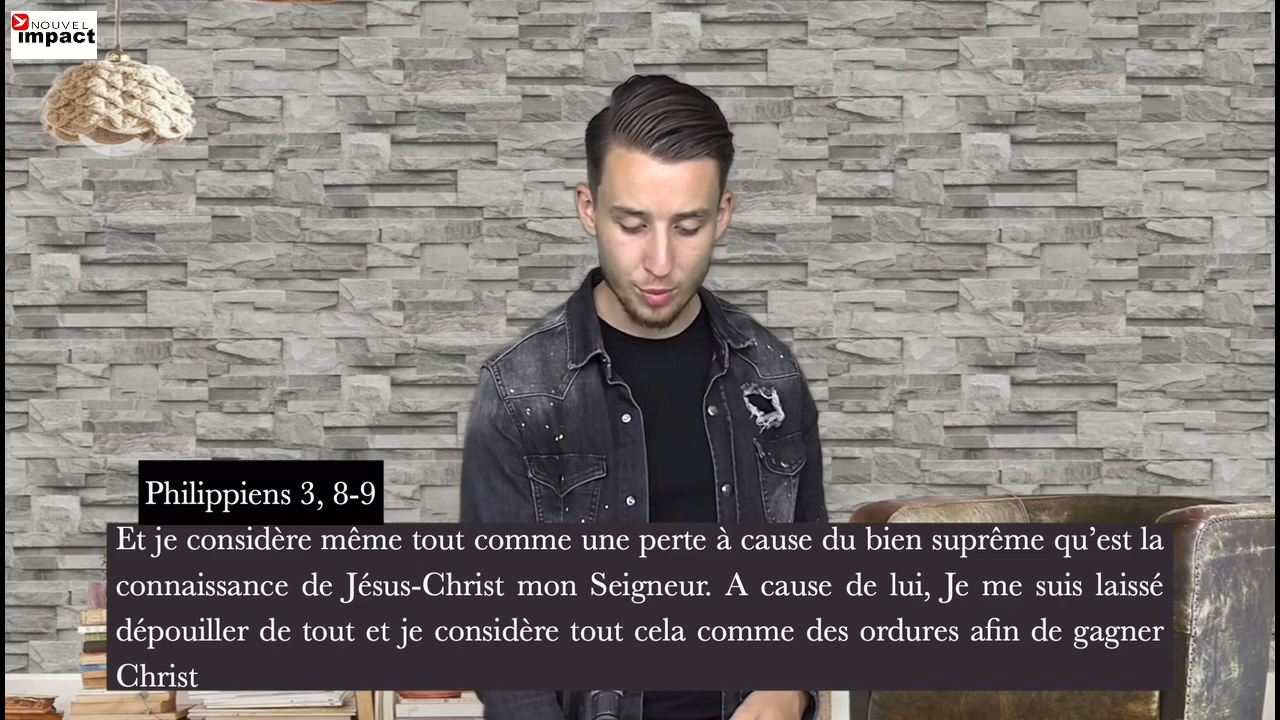 NOUVEL
impact
Philippiens 3, 8-9
Et je considère même tout comme une perte à cause du bien suprême qu’est la
connaissance de Jésus-Christ mon Seigneur. A cause de lui, Je me suis laissé
dépouiller de tout et je considère tout cela comme des ordures afin de gagner
Christ